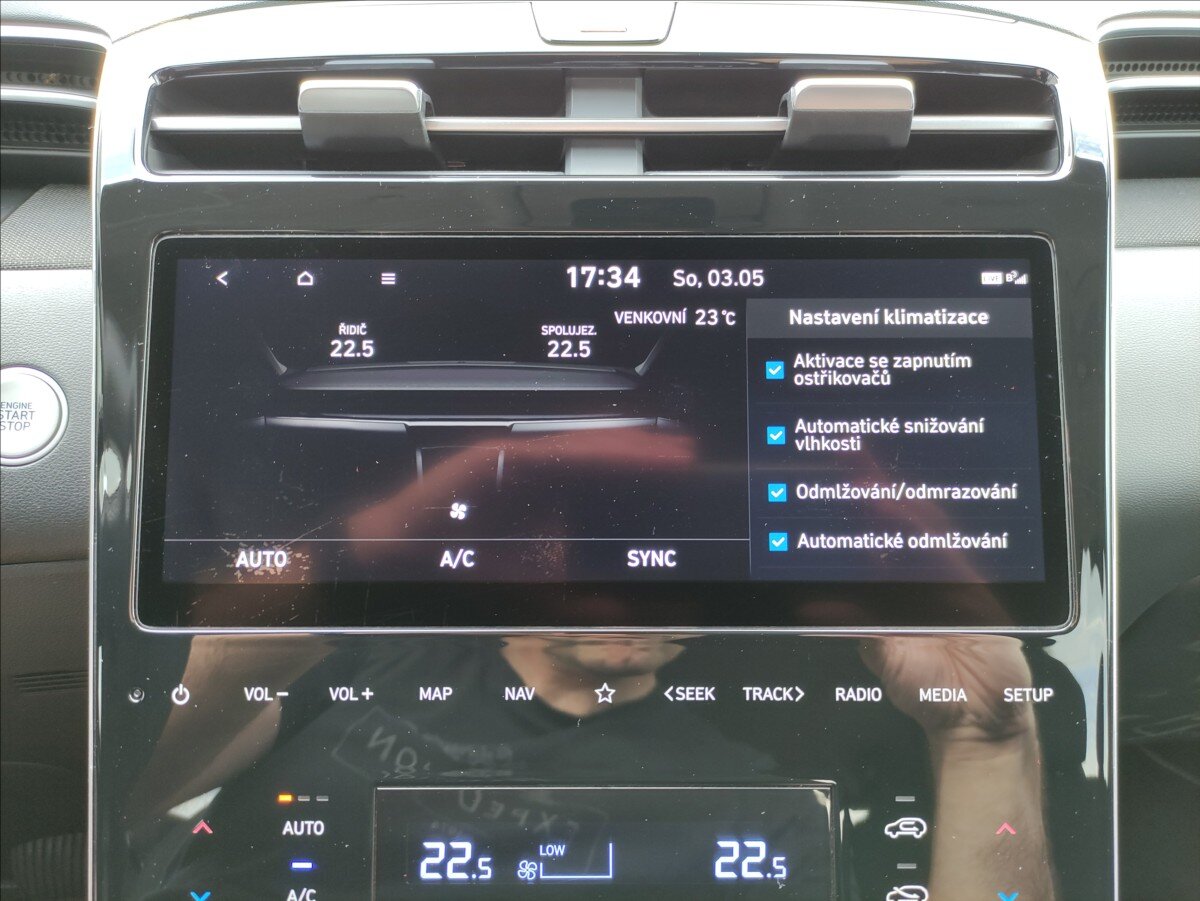 17:34 So, 03.05
VENKOVNÍ 23°C
ŘIDIČ
22.5
SPOLUJEZ.
22.5
AUTO A/C SYNC
Nastavení klimatizace
Aktivace se zapnutím
ostřikovačů
Automatické snižování
vlhkosti
Odmlžování/odmrazování
Automatické odmlžování
ENGINE
START
STOP
VOL− VOL+ MAP NAV <SEEK TRACK> RADIO MEDIA SETUP
AUTO
A/C
22.5 LOW 22.5